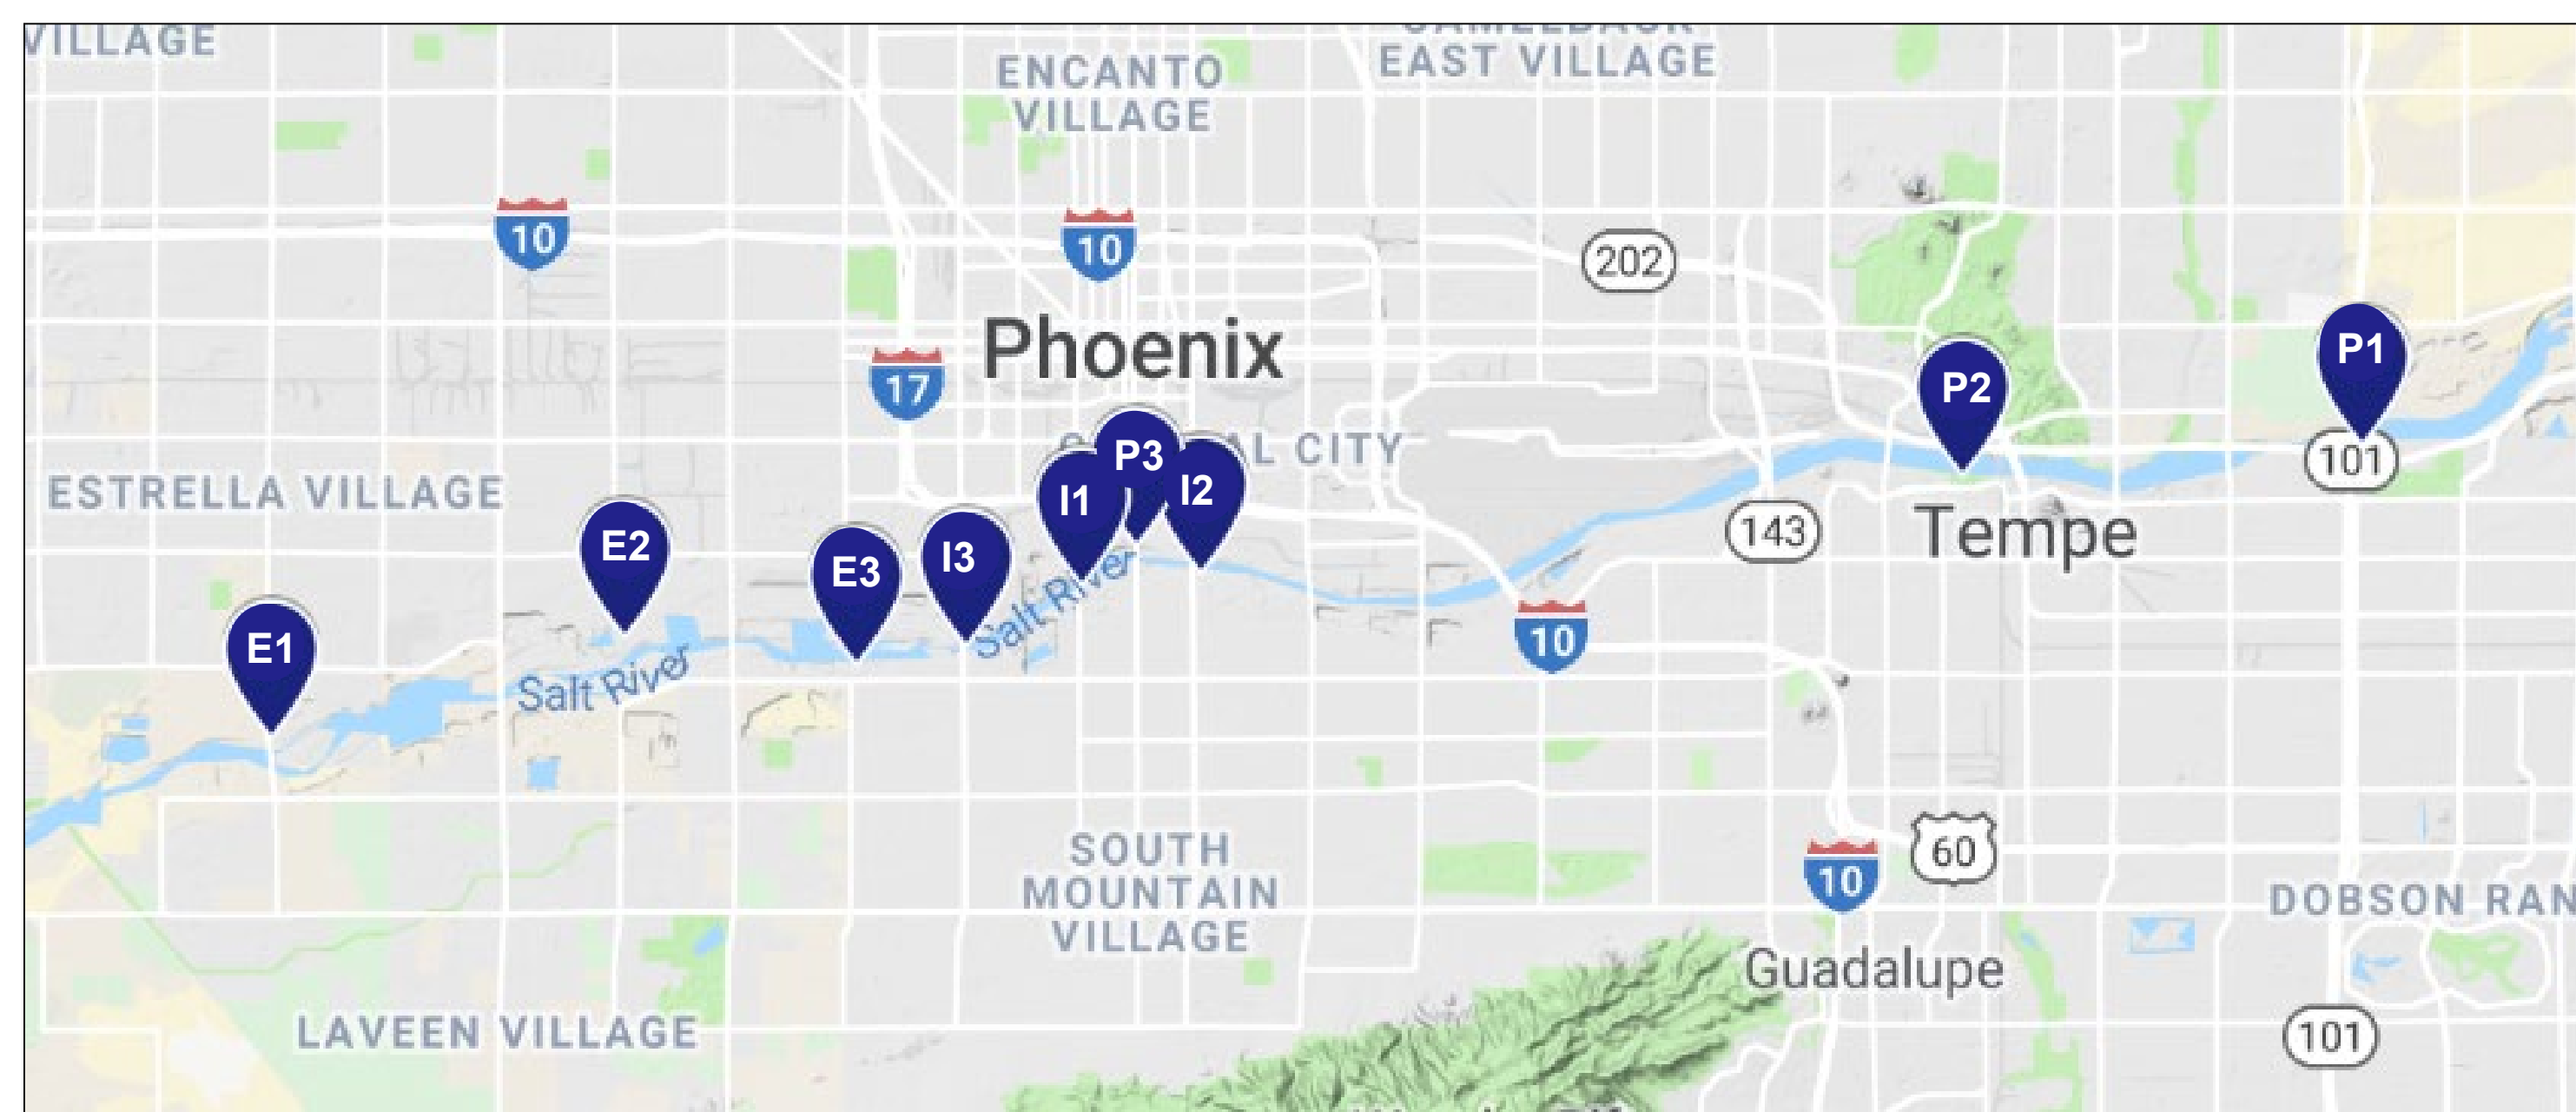 VILLAGE
EAST VILLAGE
ENCANTO
VILLAGE
10
10
202
Phoenix
17
P1
P2
P3
CITY
101
ESTRELLA VILLAGE
I1
I2
143
Tempe
E2
E3
I3
Salt River
10
E1
Salt River
SOUTH
MOUNTAIN
VILLAGE
60
10
DOBSON RAN
Guadalupe
LAVEEN VILLAGE
101